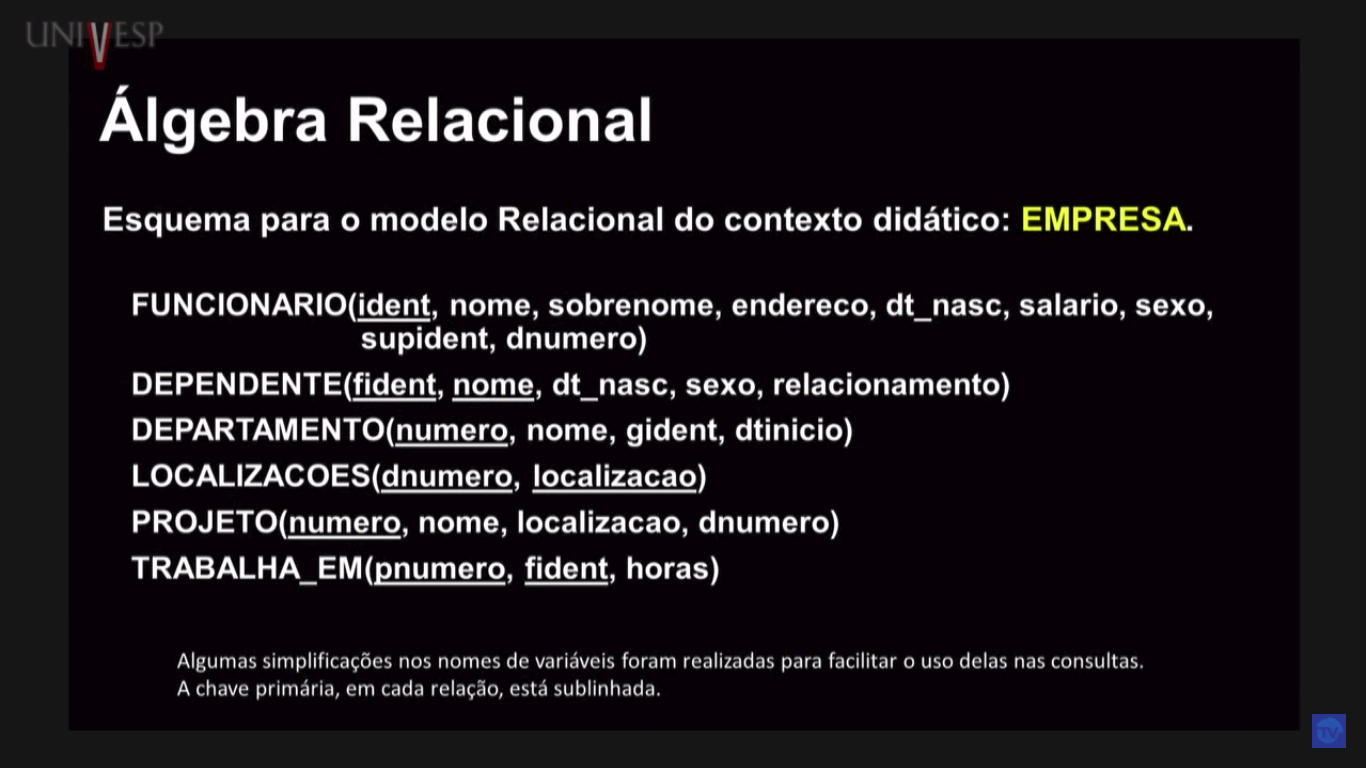 UNIVESP
Álgebra Relacional
Esquema para o modelo Relacional do contexto didático: EMPRESA.
FUNCIONARIO(ident, nome, sobrenome, endereco, dt_nasc, salario, sexo,
supident, dnumero)
DEPENDENTE(fident, nome, dt_nasc, sexo, relacionamento)
DEPARTAMENTO(numero, nome, gident, dtinicio)
LOCALIZACOES(dnumero, localizacao)
PROJETO(numero, nome, localizacao, dnumero)
TRABALHA_EM(pnumero, fident, horas)
Algumas simplificações nos nomes de variáveis foram realizadas para facilitar o uso delas nas consultas.
A chave primária, em cada relação, está sublinhada.
TV